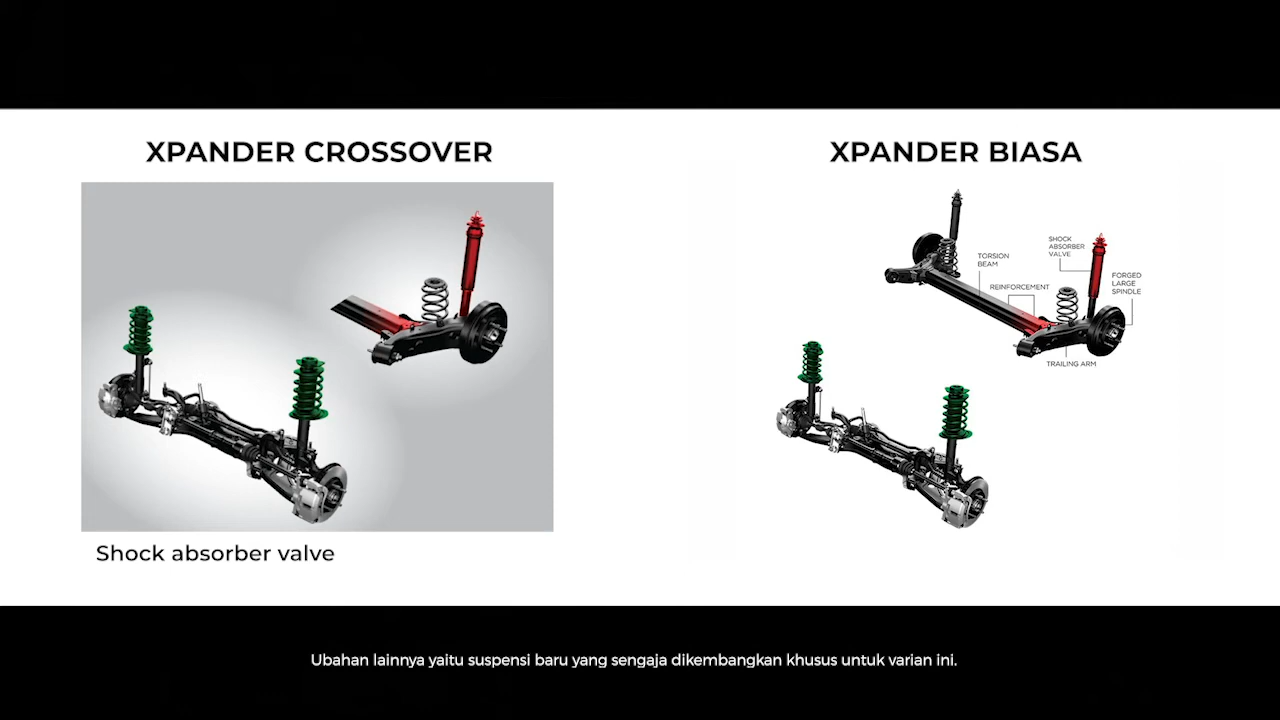 XPANDER CROSSOVER
XPANDER BIASA
SHOCK
ABSORBER
VALVE
TORSION
BEAM
FORGED
LARGE
SPINDLE
REINFORCEMENT
TRAILING ARM
Shock absorber valve
Ubahan lainnya yaitu suspensi baru yang sengaja dikembangkan khusus untuk varian ini.